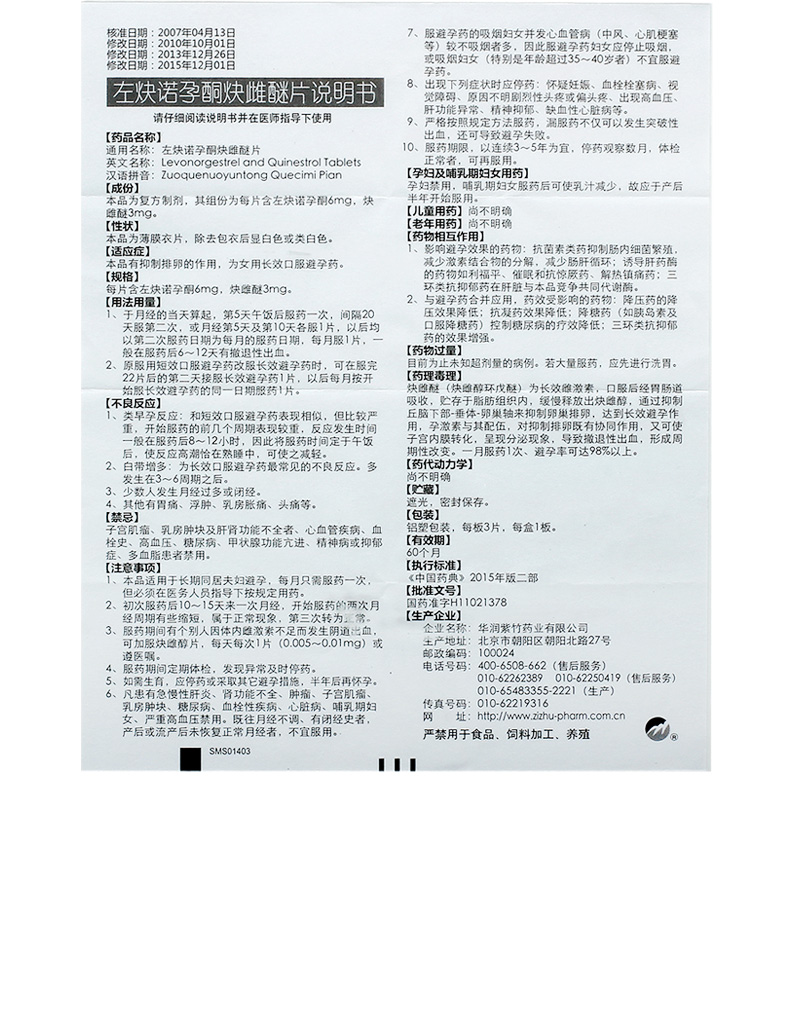 核准日期：2007年04月13日
修改日期：2010年10月01日
修改日期：2013年12月26日
修改日期：2015年12月01日
左炔诺孕酮炔雌醚片说明书
请仔细阅读说明书并在医师指导下使用
【药品名称】
通用名称：左炔诺孕酮炔雌醚片
英文名称：Levonorgestrel and Quinestrol Tablets
汉语拼音：Zuoquenuoyuntong Quecimi Pian
【成份】
本品为复方制剂，其组份为每片含左炔诺孕酮6mg，炔
雌醚3mg。
【性状】
本品为薄膜衣片，除去包衣后显白色或类白色。
【适应症】
本品有抑制排卵的作用，为女用长效口服避孕药。
【规格】
每片含左炔诺孕酮6mg，炔雌醚3mg。
【用法用量】
1、于月经的当天算起，第5天午饭后服药一次，间隔20
天服第二次，或月经第5天及第10天各服1片，以后均
以第二次服药日期为每月的服药日期，每月服1片，一
般在服药后6～12天有撤退性出血。
2、原服用短效口服避孕药改服长效避孕药时，可在服完
22片后的第二天接服长效避孕药1片，以后每月按开
始服长效避孕药的同一日期服药1片。
【不良反应】
1、类早孕反应：和短效口服避孕药表现相似，但比较严
重，开始服药的前几个周期表现较重，反应发生时间
一般在服药后8～12小时，因此将服药时间定于午饭
后，使反应高潮恰在熟睡中，可使之减轻。
2、白带增多：为长效口服避孕药最常见的不良反应。多
发生在3～6周期之后。
3、少数人发生月经过多或闭经。
4、其他有胃痛、浮肿、乳房胀痛、头痛等。
【禁忌】
子宫肌瘤、乳房肿块及肝肾功能不全者、心血管疾病、血
栓史、高血压、糖尿病、甲状腺功能亢进、精神病或抑郁
症、多血脂患者禁用。
【注意事项】
1、本品适用于长期同居夫妇避孕，每月只需服药一次，
但必须在医务人员指导下按规定用药。
2、初次服药后10～15天来一次月经，开始服药的两次月
经周期有些缩短，属于正常现象，第三次转为正常。
3、服药期间有个别人因体内雌激素不足而发生阴道出血，
可加服炔雌醇片，每天每次1片（0.005～0.01mg）或
遵医嘱。
4、服药期间定期体检，发现异常及时停药。
5、如需生育，应停药或采取其它避孕措施，半年后再怀孕。
6、凡患有急慢性肝炎、肾功能不全、肿瘤、子宫肌瘤、
乳房肿块、糖尿病、血栓性疾病、心脏病、哺乳期妇
女、严重高血压禁用。既往月经不调、有闭经史者，
产后或流产后未恢复正常月经者，不宜服用。
SMS01403
7、服避孕药的吸烟妇女并发心血管病（中风、心肌梗塞
等）较不吸烟者多，因此服避孕药妇女应停止吸烟，
或吸烟妇女（特别是年龄超过35～40岁者）不宜服避
孕药。
8、出现下列症状时应停药：怀疑妊娠、血栓栓塞病、视
觉障碍、原因不明剧烈性头疼或偏头疼、出现高血压、
肝功能异常、精神抑郁、缺血性心脏病等。
9、严格按照规定方法服药，漏服药不仅可以发生突破性
出血，还可导致避孕失败。
10、服药期限，以连续3～5年为宜，停药观察数月，体检
正常者，可再服用。
【孕妇及哺乳期妇女用药】
孕妇禁用，哺乳期妇女服药后可使乳汁减少，故应于产后
半年开始服用。
【儿童用药】尚不明确
【老年用药】尚不明确
【药物相互作用】
1、影响避孕效果的药物：抗菌素类药抑制肠内细菌繁殖，
减少激素结合物的分解，减少肠肝循环；诱导肝药酶
的药物如利福平、催眠和抗惊厥药、解热镇痛药；三
环类抗抑郁药在肝脏与本品竞争共同代谢酶。
2、与避孕药合并应用，药效受影响的药物：降压药的降
压效果降低；抗凝药效果降低；降糖药（如胰岛素及
口服降糖药）控制糖尿病的疗效降低；三环类抗抑郁
药的效果增强。
【药物过量】
目前为止未知超剂量的病例。若大量服药，应先进行洗胃。
【药理毒理】
炔雌醚（炔雌醇环戊醚）为长效雌激素，口服后经胃肠道
吸收，贮存于脂肪组织内，缓慢释放出炔雌醇，通过抑制
丘脑下部-垂体-卵巢轴来抑制卵巢排卵，达到长效避孕作
用，孕激素与其配伍，对抑制排卵既有协同作用，又可使
子宫内膜转化，呈现分泌现象，导致撤退性出血，形成周
期性改变。一月服药1次、避孕率可达98%以上。
【药代动力学】
尚不明确
【贮藏】
遮光，密封保存。
【包装】
铝塑包装，每板3片，每盒1板。
【有效期】
60个月
【执行标准】
《中国药典》2015年版二部
【批准文号】
国药准字H11021378
【生产企业】
企业名称：华润紫竹药业有限公司
生产地址：北京市朝阳区朝阳北路27号
邮政编码：100024
电话号码：400-6508-662（售后服务）
010-62262389 010-62250419（售后服务）
010-65483355-2221（生产）
传真号码：010-62219316
网 址：http://www.zizhu-pharm.com.cn
严禁用于食品、饲料加工、养殖
®